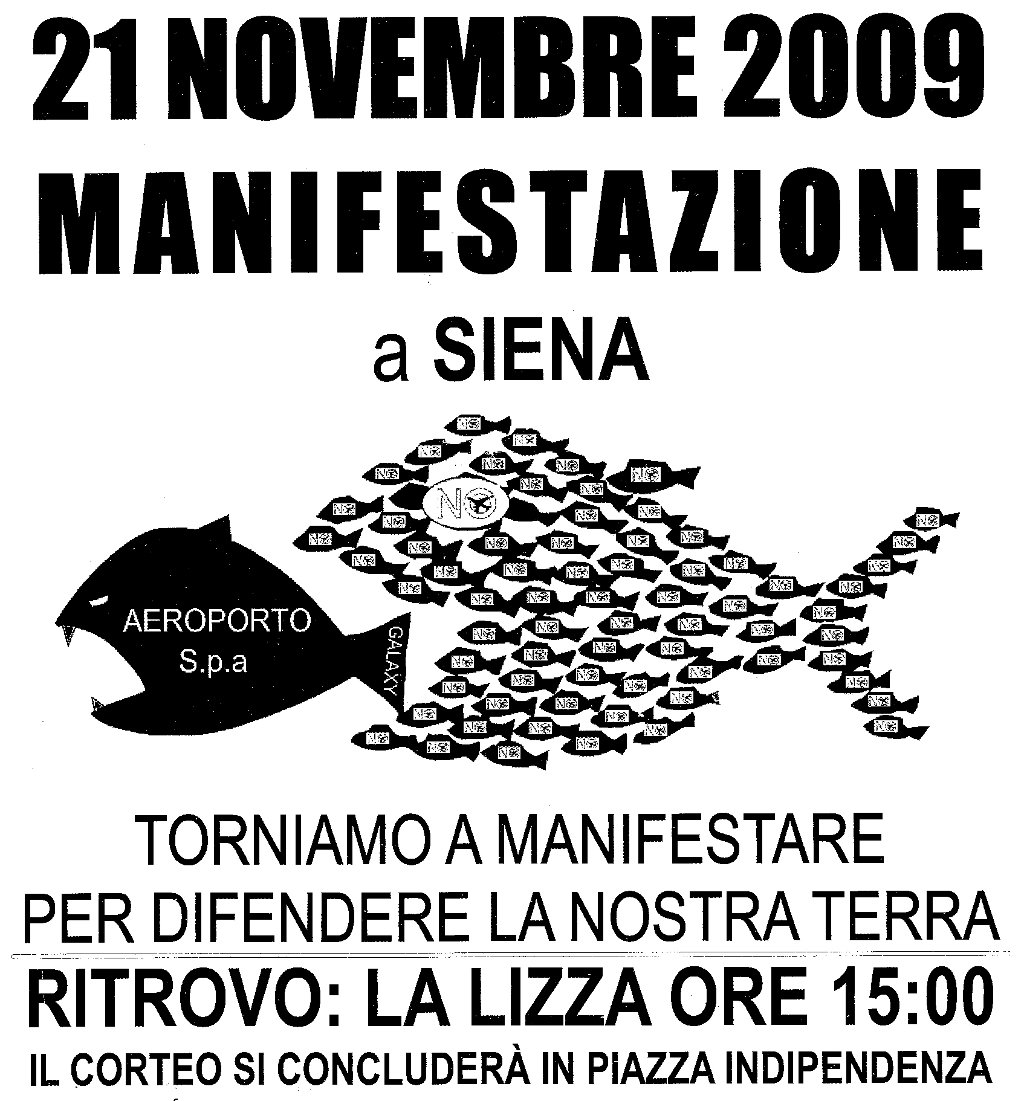 21 NOVEMBRE 2009
MANIFESTAZIONE
a SIENA
NO
AEROPORTO
S.p.a
GALAXY
TORNIAMO A MANIFESTARE
PER DIFENDERE LA NOSTRA TERRA
RITROVO: LA LIZZA ORE 15:00
IL CORTEO SI CONCLUDERÀ IN PIAZZA INDIPENDENZA